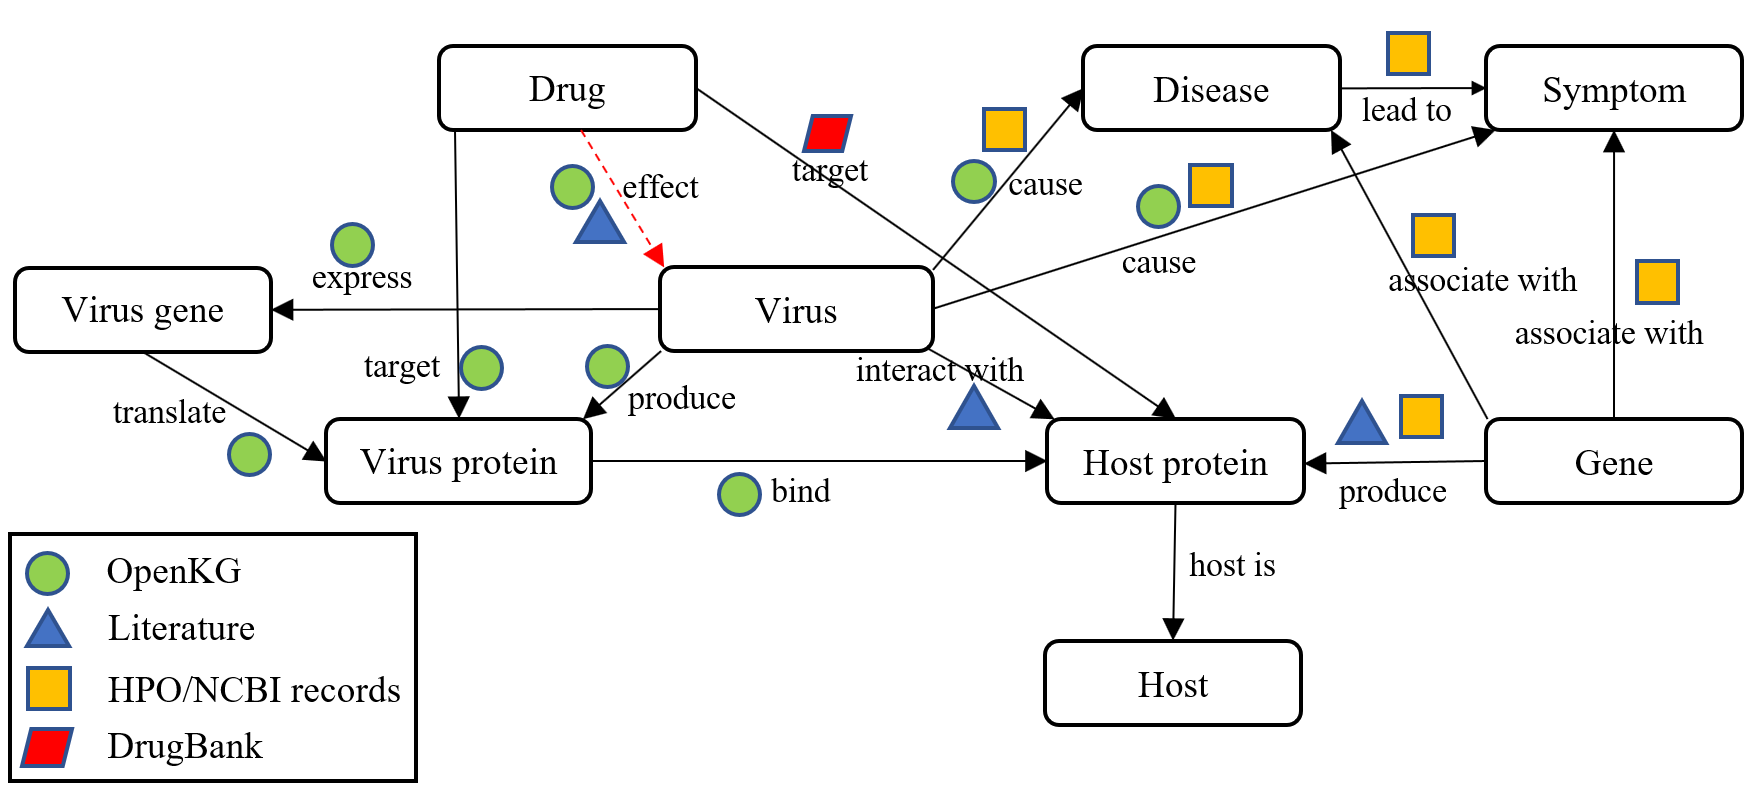 Drug
Disease
Symptom
lead to
target
effect
cause
cause
express
associate with
Virus gene
Virus
associate with
target
interact with
produce
translate
Virus protein
Host protein
Gene
bind
produce
host is
OpenKG
Literature
HPO/NCBI records
Host
DrugBank